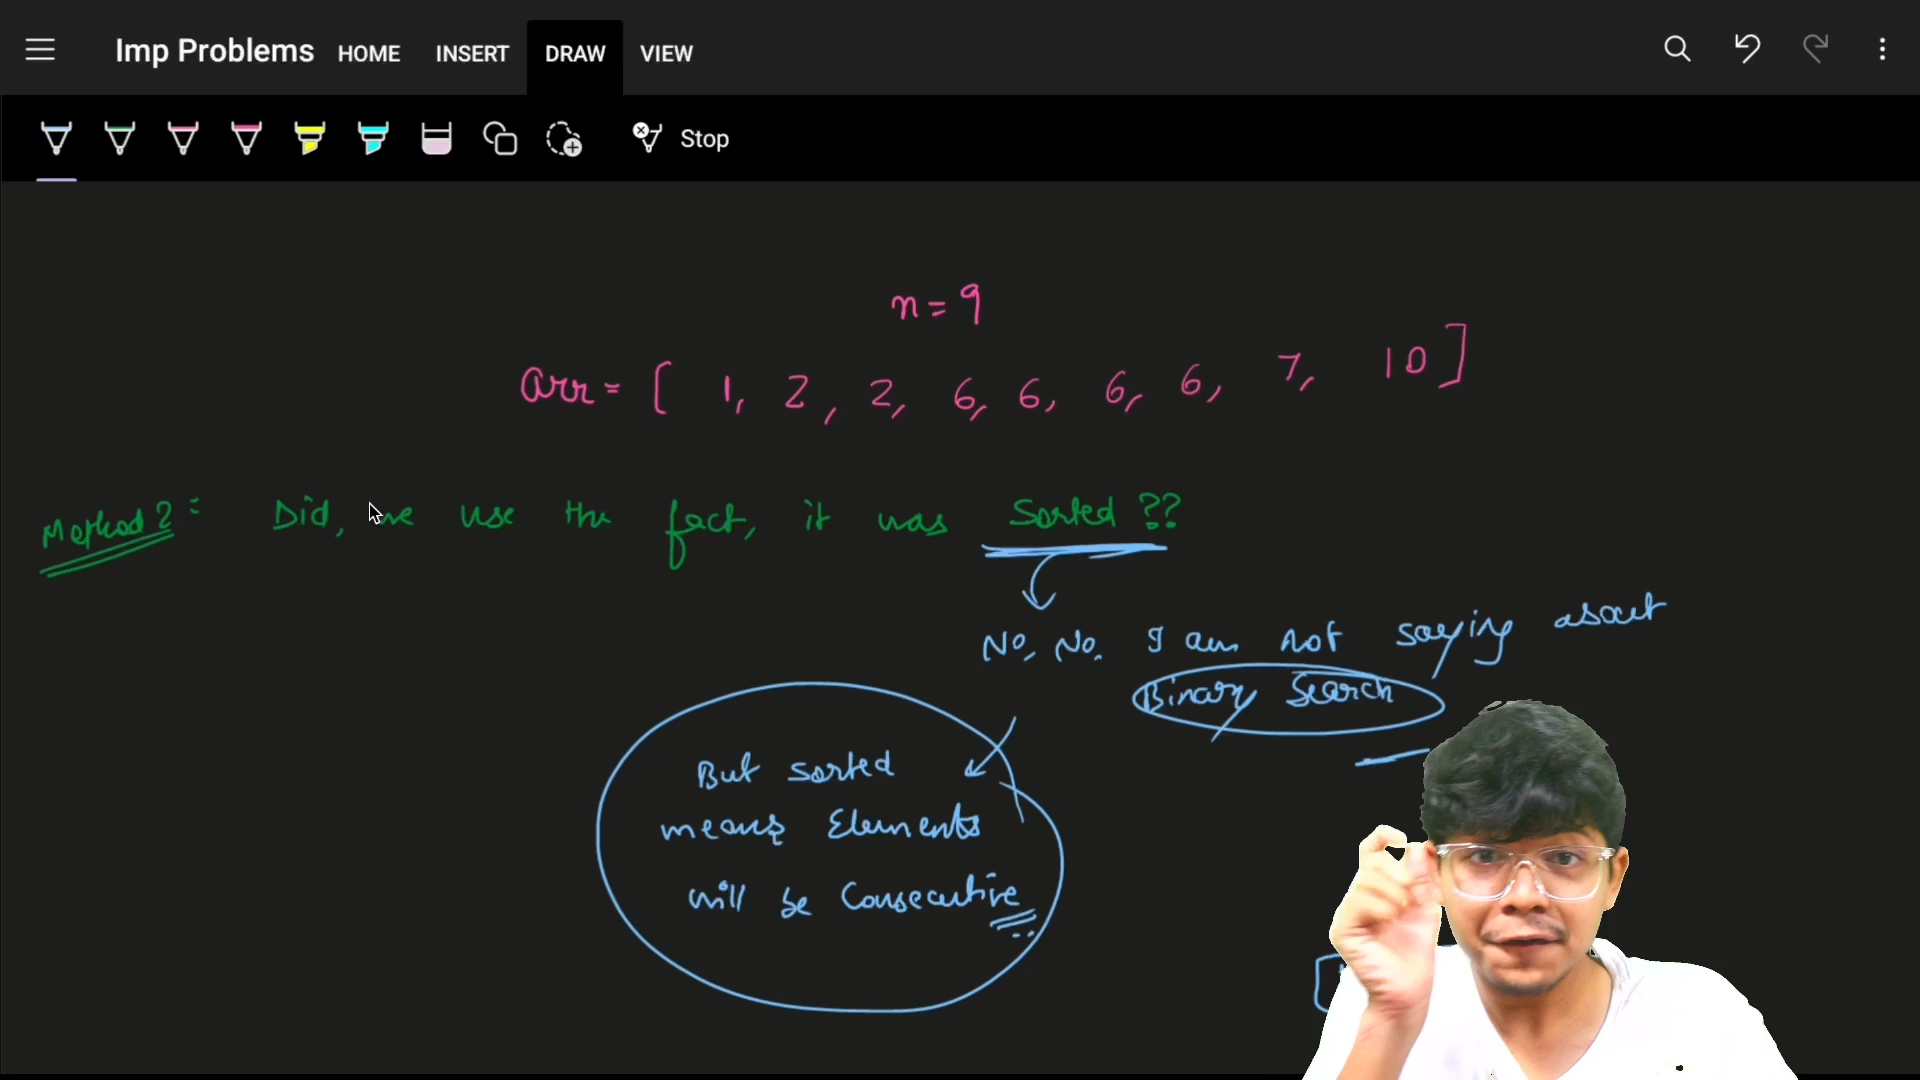 Imp Problems HOME INSERT DRAW VIEW
Stop
n = 9
arr = [ 1, 2, 2, 6, 6, 6, 6, 7, 10 ]
Method 2: Did, we use the fact, it was Sorted ??
No, No. I am not saying about
Binary Search
But sorted
means Elements
will be Consecutive